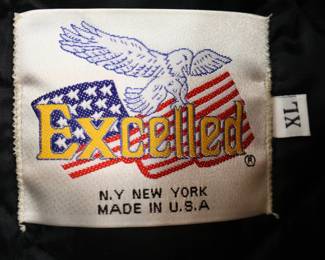 Excelled®
N.Y NEW YORK
MADE IN U.S.A
XL